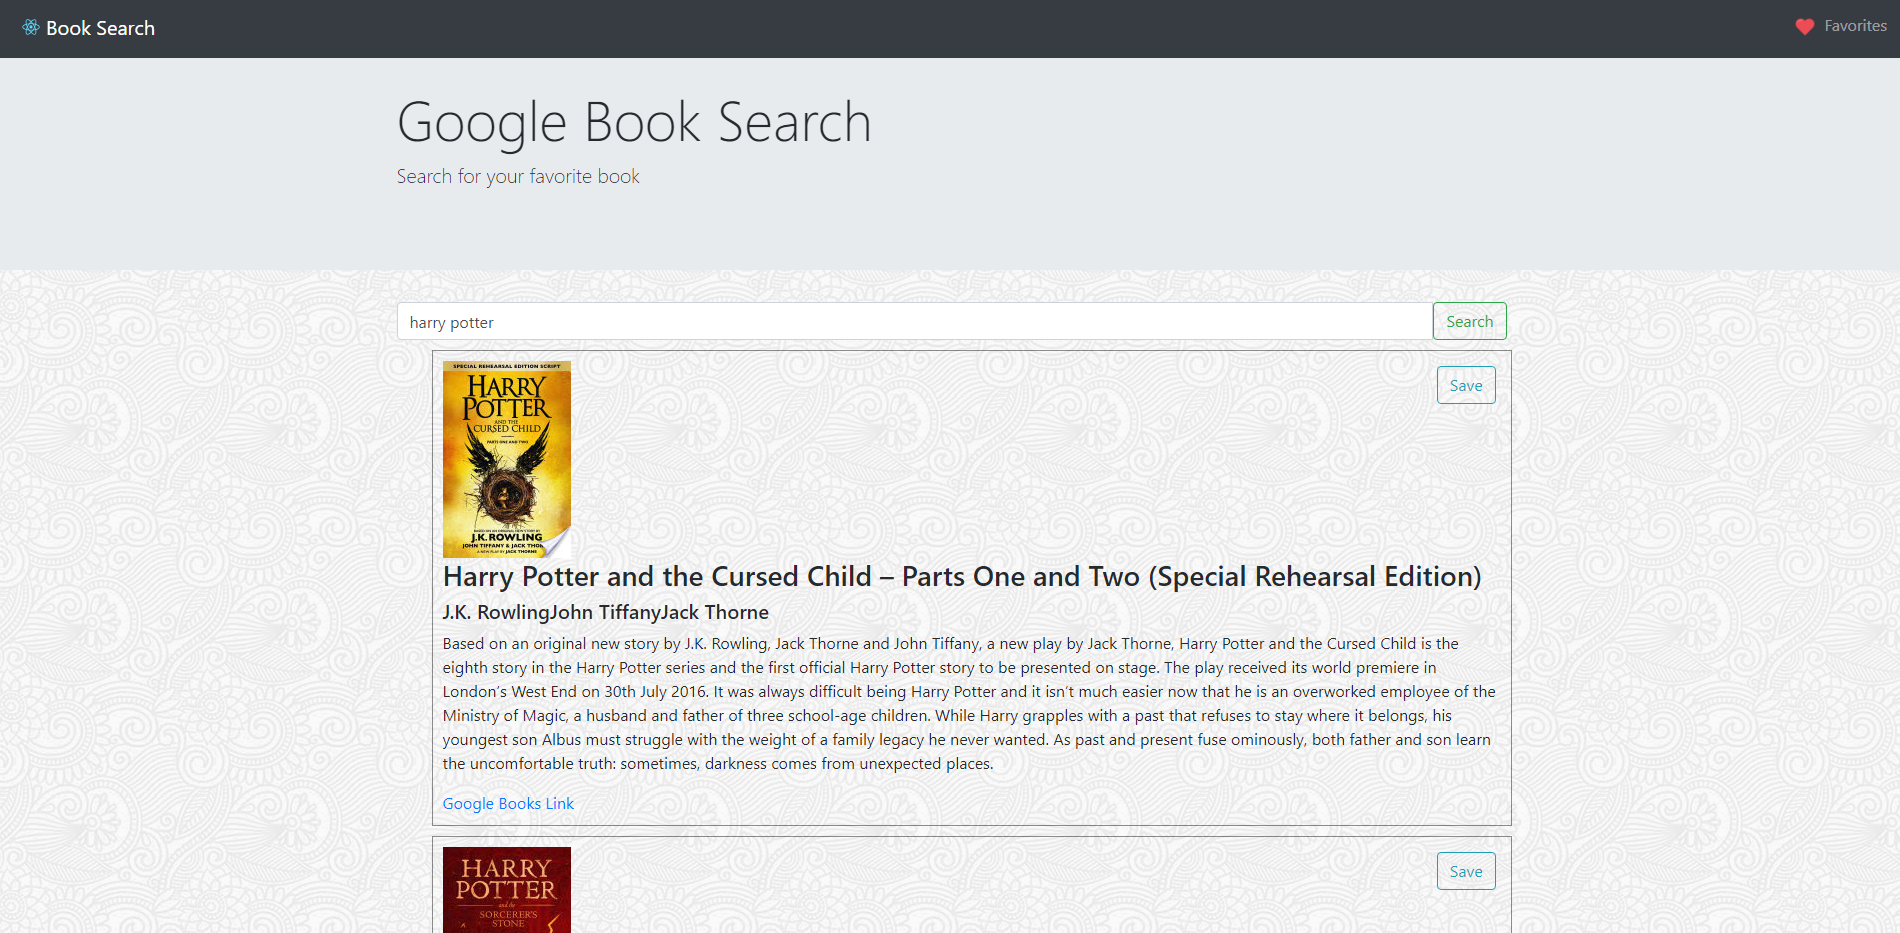 Book Search
Favorites
Google Book Search
Search for your favorite book
harry potter
Search
SPECIAL REHEARSAL EDITION SCRIPT
HARRY
POTTER
AND THE
CURSED CHILD
PARTS ONE AND TWO
BASED ON AN ORIGINAL NEW STORY BY
J.K.ROWLING
JOHN TIFFANY & JACK
A NEW PLAY BY JACK THORNE
Save
Harry Potter and the Cursed Child – Parts One and Two (Special Rehearsal Edition)
J.K. RowlingJohn TiffanyJack Thorne
Based on an original new story by J.K. Rowling, Jack Thorne and John Tiffany, a new play by Jack Thorne, Harry Potter and the Cursed Child is the
eighth story in the Harry Potter series and the first official Harry Potter story to be presented on stage. The play received its world premiere in
London’s West End on 30th July 2016. It was always difficult being Harry Potter and it isn’t much easier now that he is an overworked employee of the
Ministry of Magic, a husband and father of three school-age children. While Harry grapples with a past that refuses to stay where it belongs, his
youngest son Albus must struggle with the weight of a family legacy he never wanted. As past and present fuse ominously, both father and son learn
the uncomfortable truth: sometimes, darkness comes from unexpected places.
Google Books Link
HARRY
POTTER
and the
SORCERER'S
STONE
Save